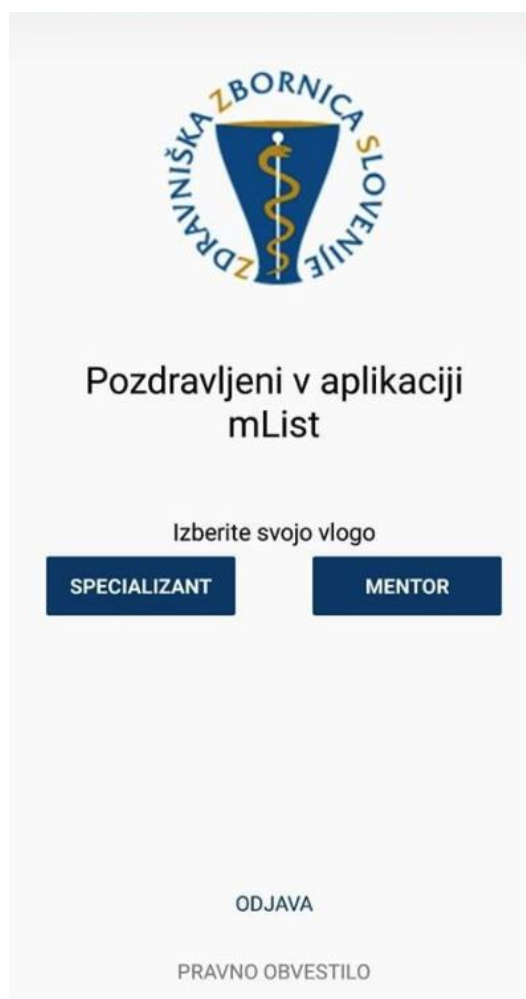 ZDRAVNIŠKA ZBORNICA SLOVENIJE
Pozdravljeni v aplikaciji
mList
Izberite svojo vlogo
SPECIALIZANT
MENTOR
ODJAVA
PRAVNO OBVESTILO